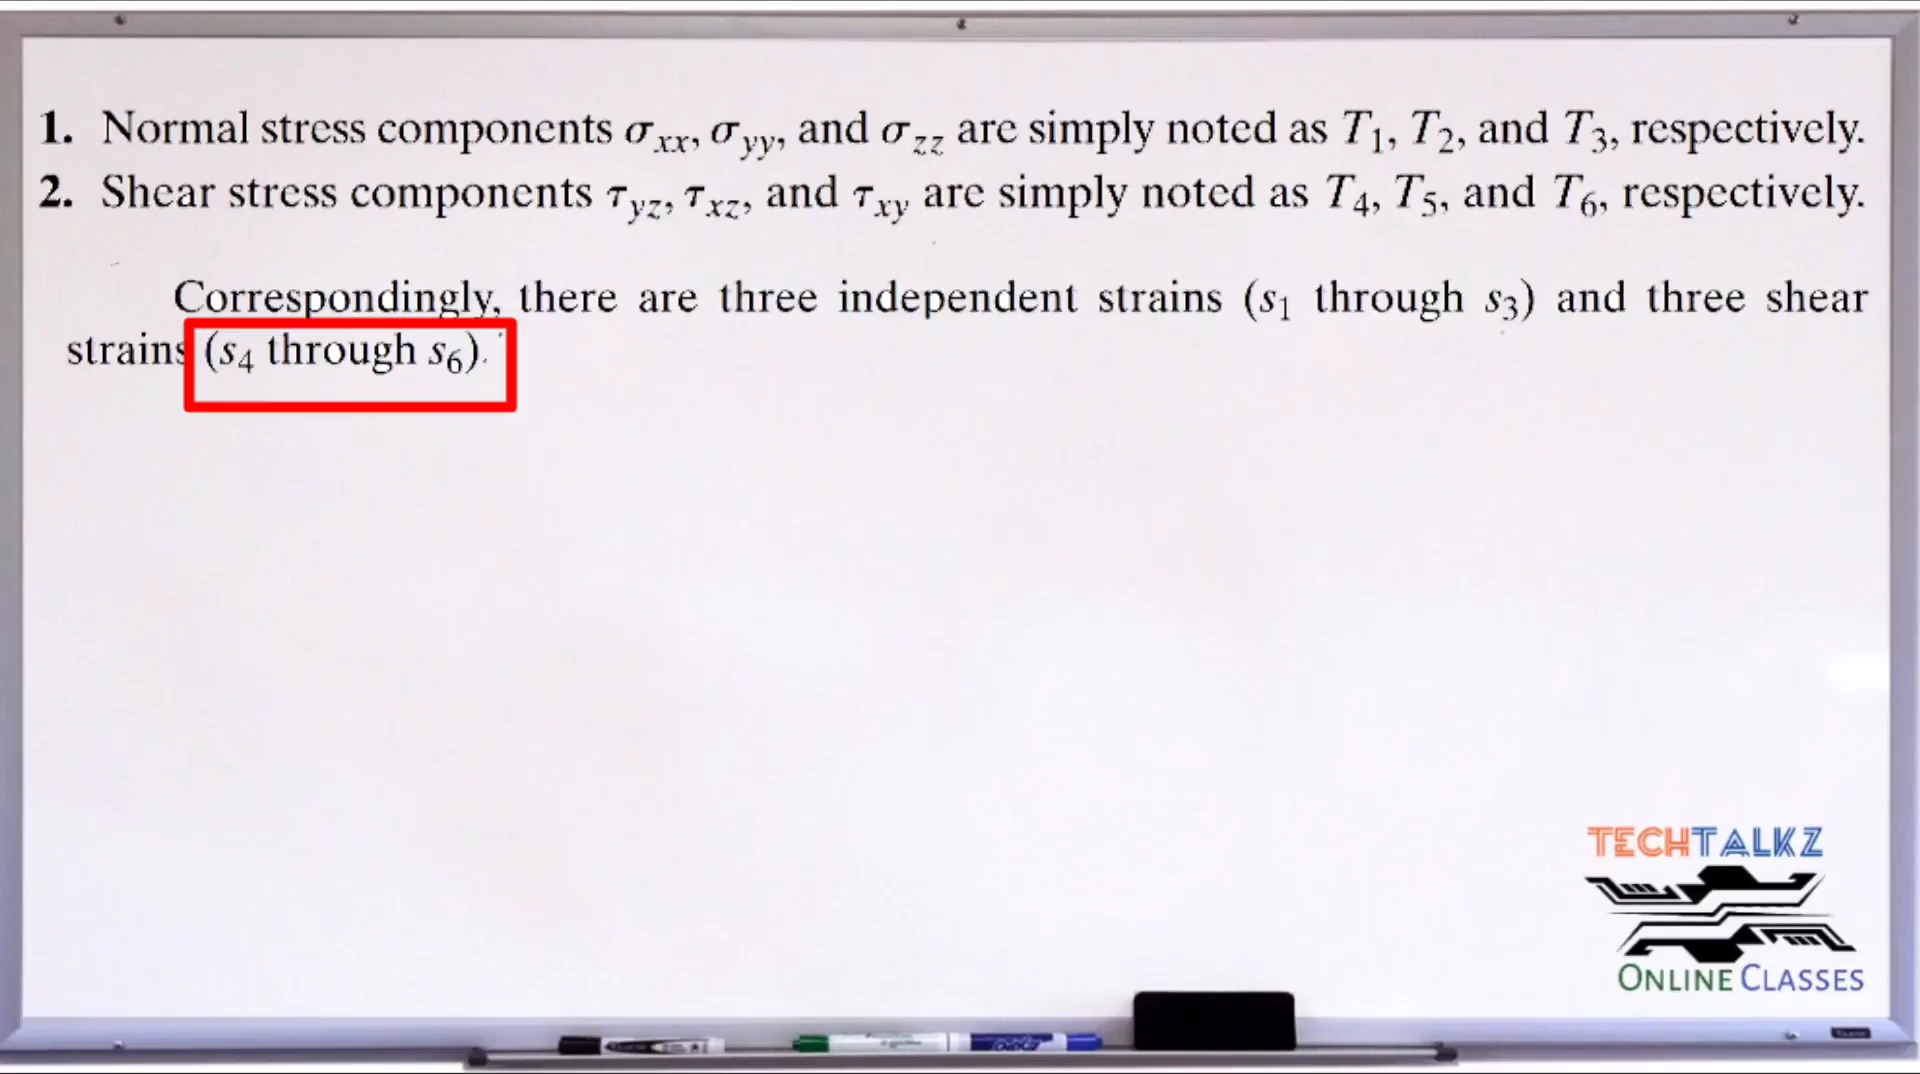 1. Normal stress components σxx, σyy, and σzz are simply noted as T1, T2, and T3, respectively.
2. Shear stress components τyz, τxz, and τxy are simply noted as T4, T5, and T6, respectively.
Correspondingly, there are three independent strains (s1 through s3) and three shear
strains (s4 through s6).
TECHTALKZ
ONLINE CLASSES